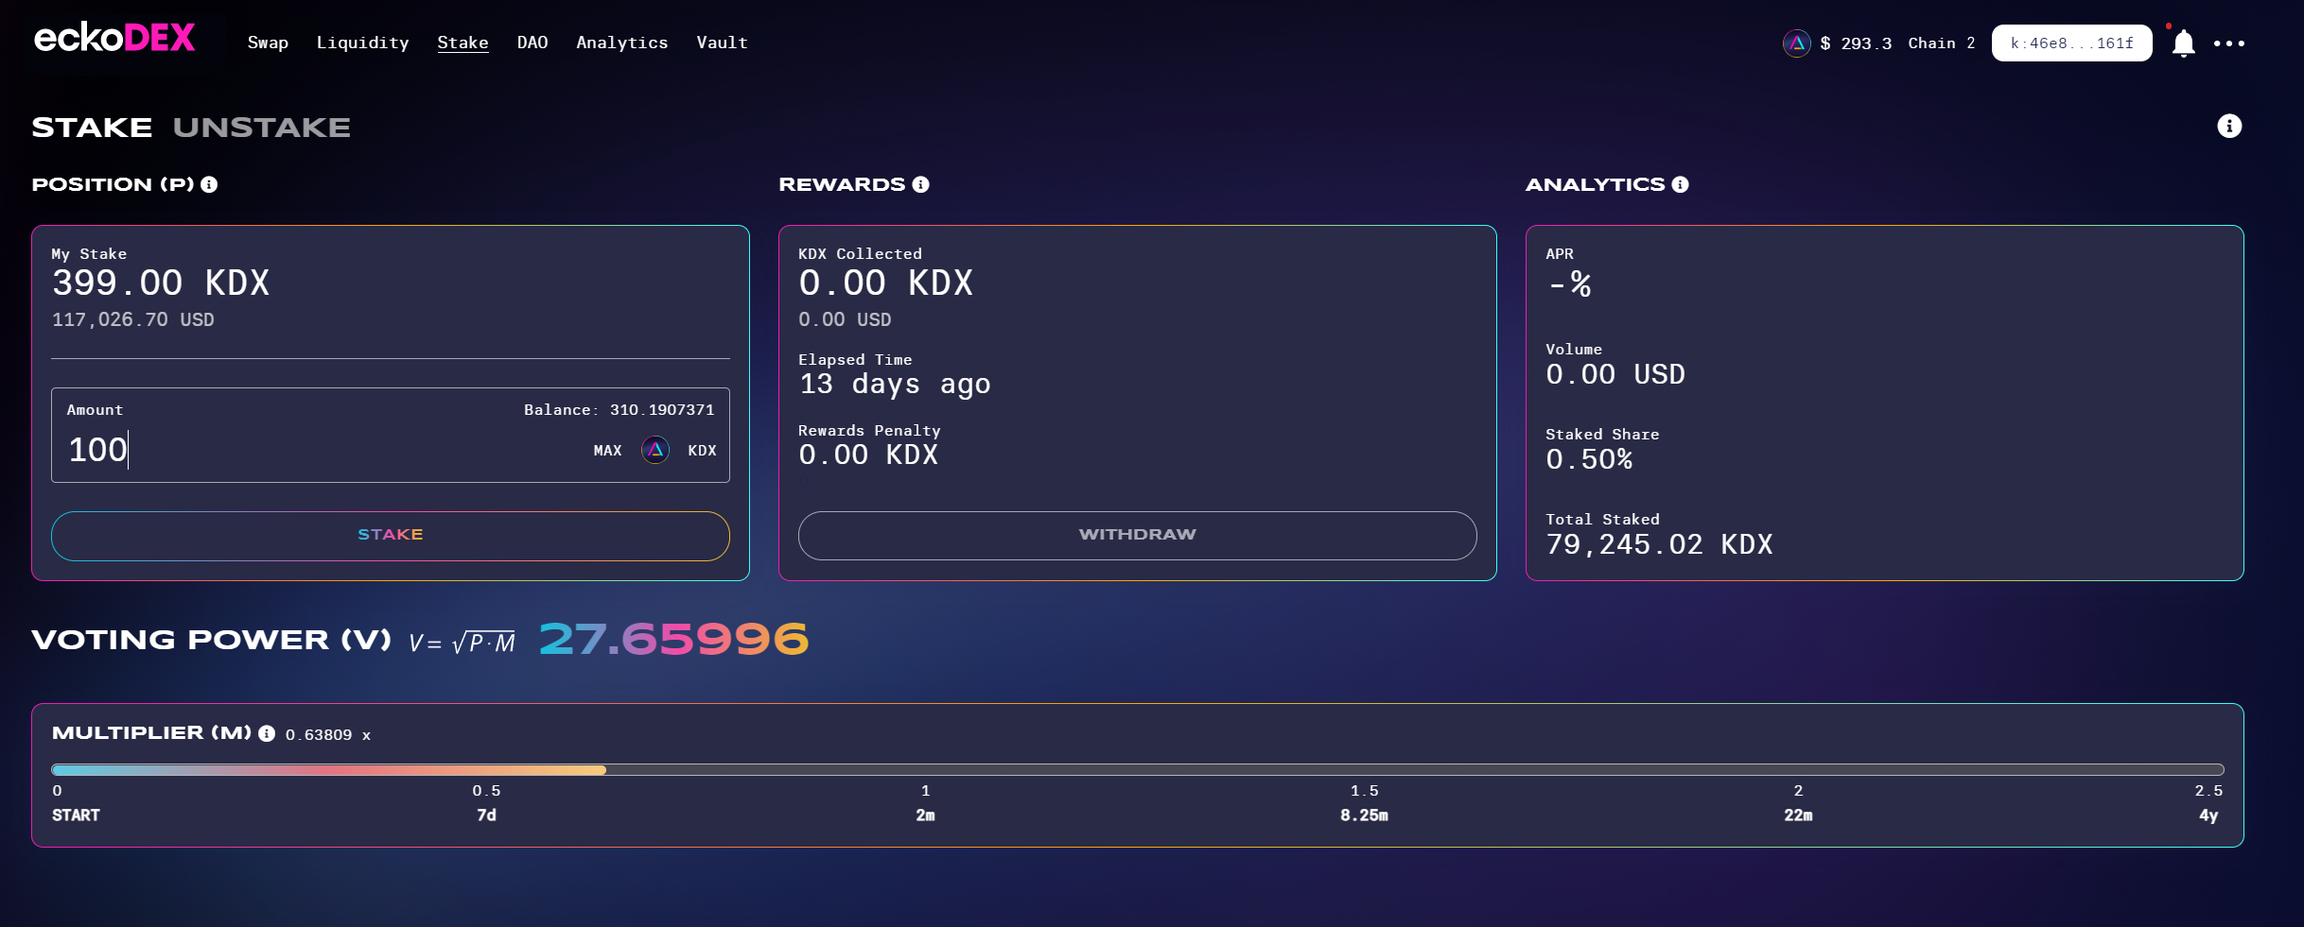 eckoDEX Swap Liquidity Stake DAO Analytics Vault $ 293.3 Chain 2 k:46e8...161f
STAKE UNSTAKE
POSITION (P)
My Stake
399.00 KDX
117,026.70 USD
Amount Balance: 310.1907371
100 MAX KDX
STAKE
REWARDS
KDX Collected
0.00 KDX
0.00 USD
Elapsed Time
13 days ago
Rewards Penalty
0.00 KDX
WITHDRAW
ANALYTICS
APR
-%
Volume
0.00 USD
Staked Share
0.50%
Total Staked
79,245.02 KDX
VOTING POWER (V) V = √P·M 27.65996
MULTIPLIER (M) 0.63809 x
0 0.5 1 1.5 2 2.5
START 7d 2m 8.25m 22m 4y